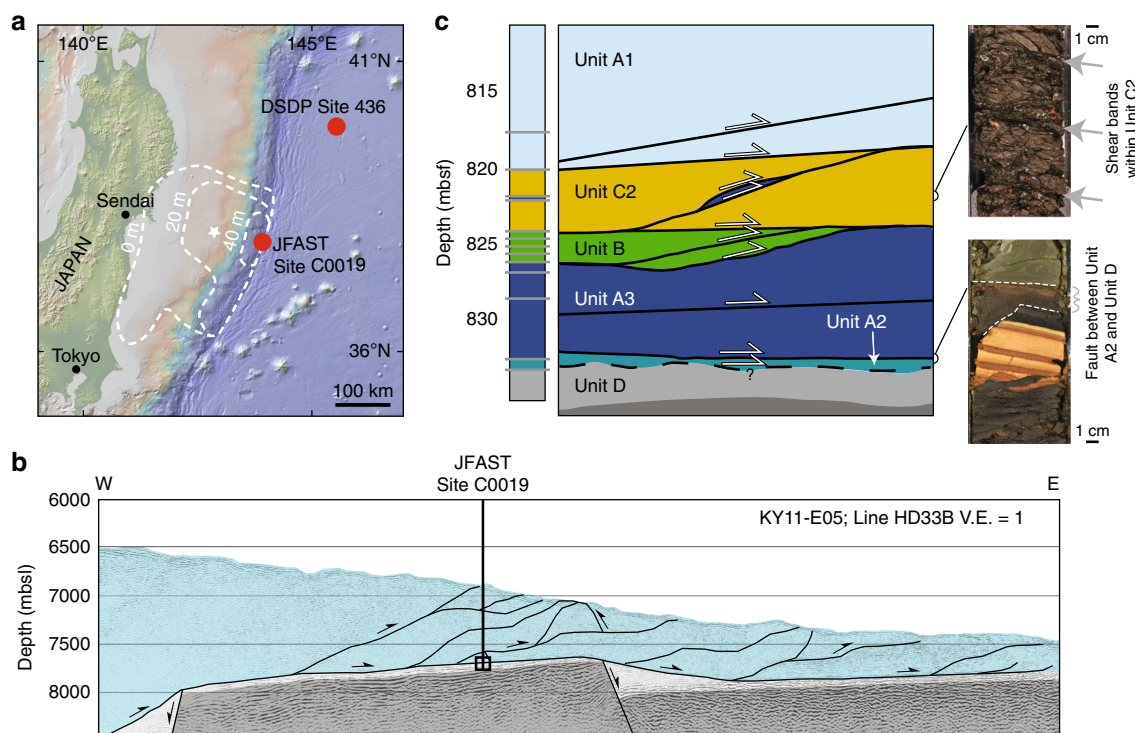 a
140°E
145°E
41°N
DSDP Site 436
Sendai
0 m
20 m
40 m
JAPAN
JFAST
Site C0019
Tokyo
36°N
100 km
c
Depth (mbsf)
815
820
825
830
Unit A1
Unit C2
Unit B
Unit A3
Unit A2
?
Unit D
1 cm
Shear bands
within Unit C2
Fault between Unit
A2 and Unit D
1 cm
b
W
JFAST
Site C0019
E
KY11-E05; Line HD33B V.E. = 1
Depth (mbsl)
6000
6500
7000
7500
8000